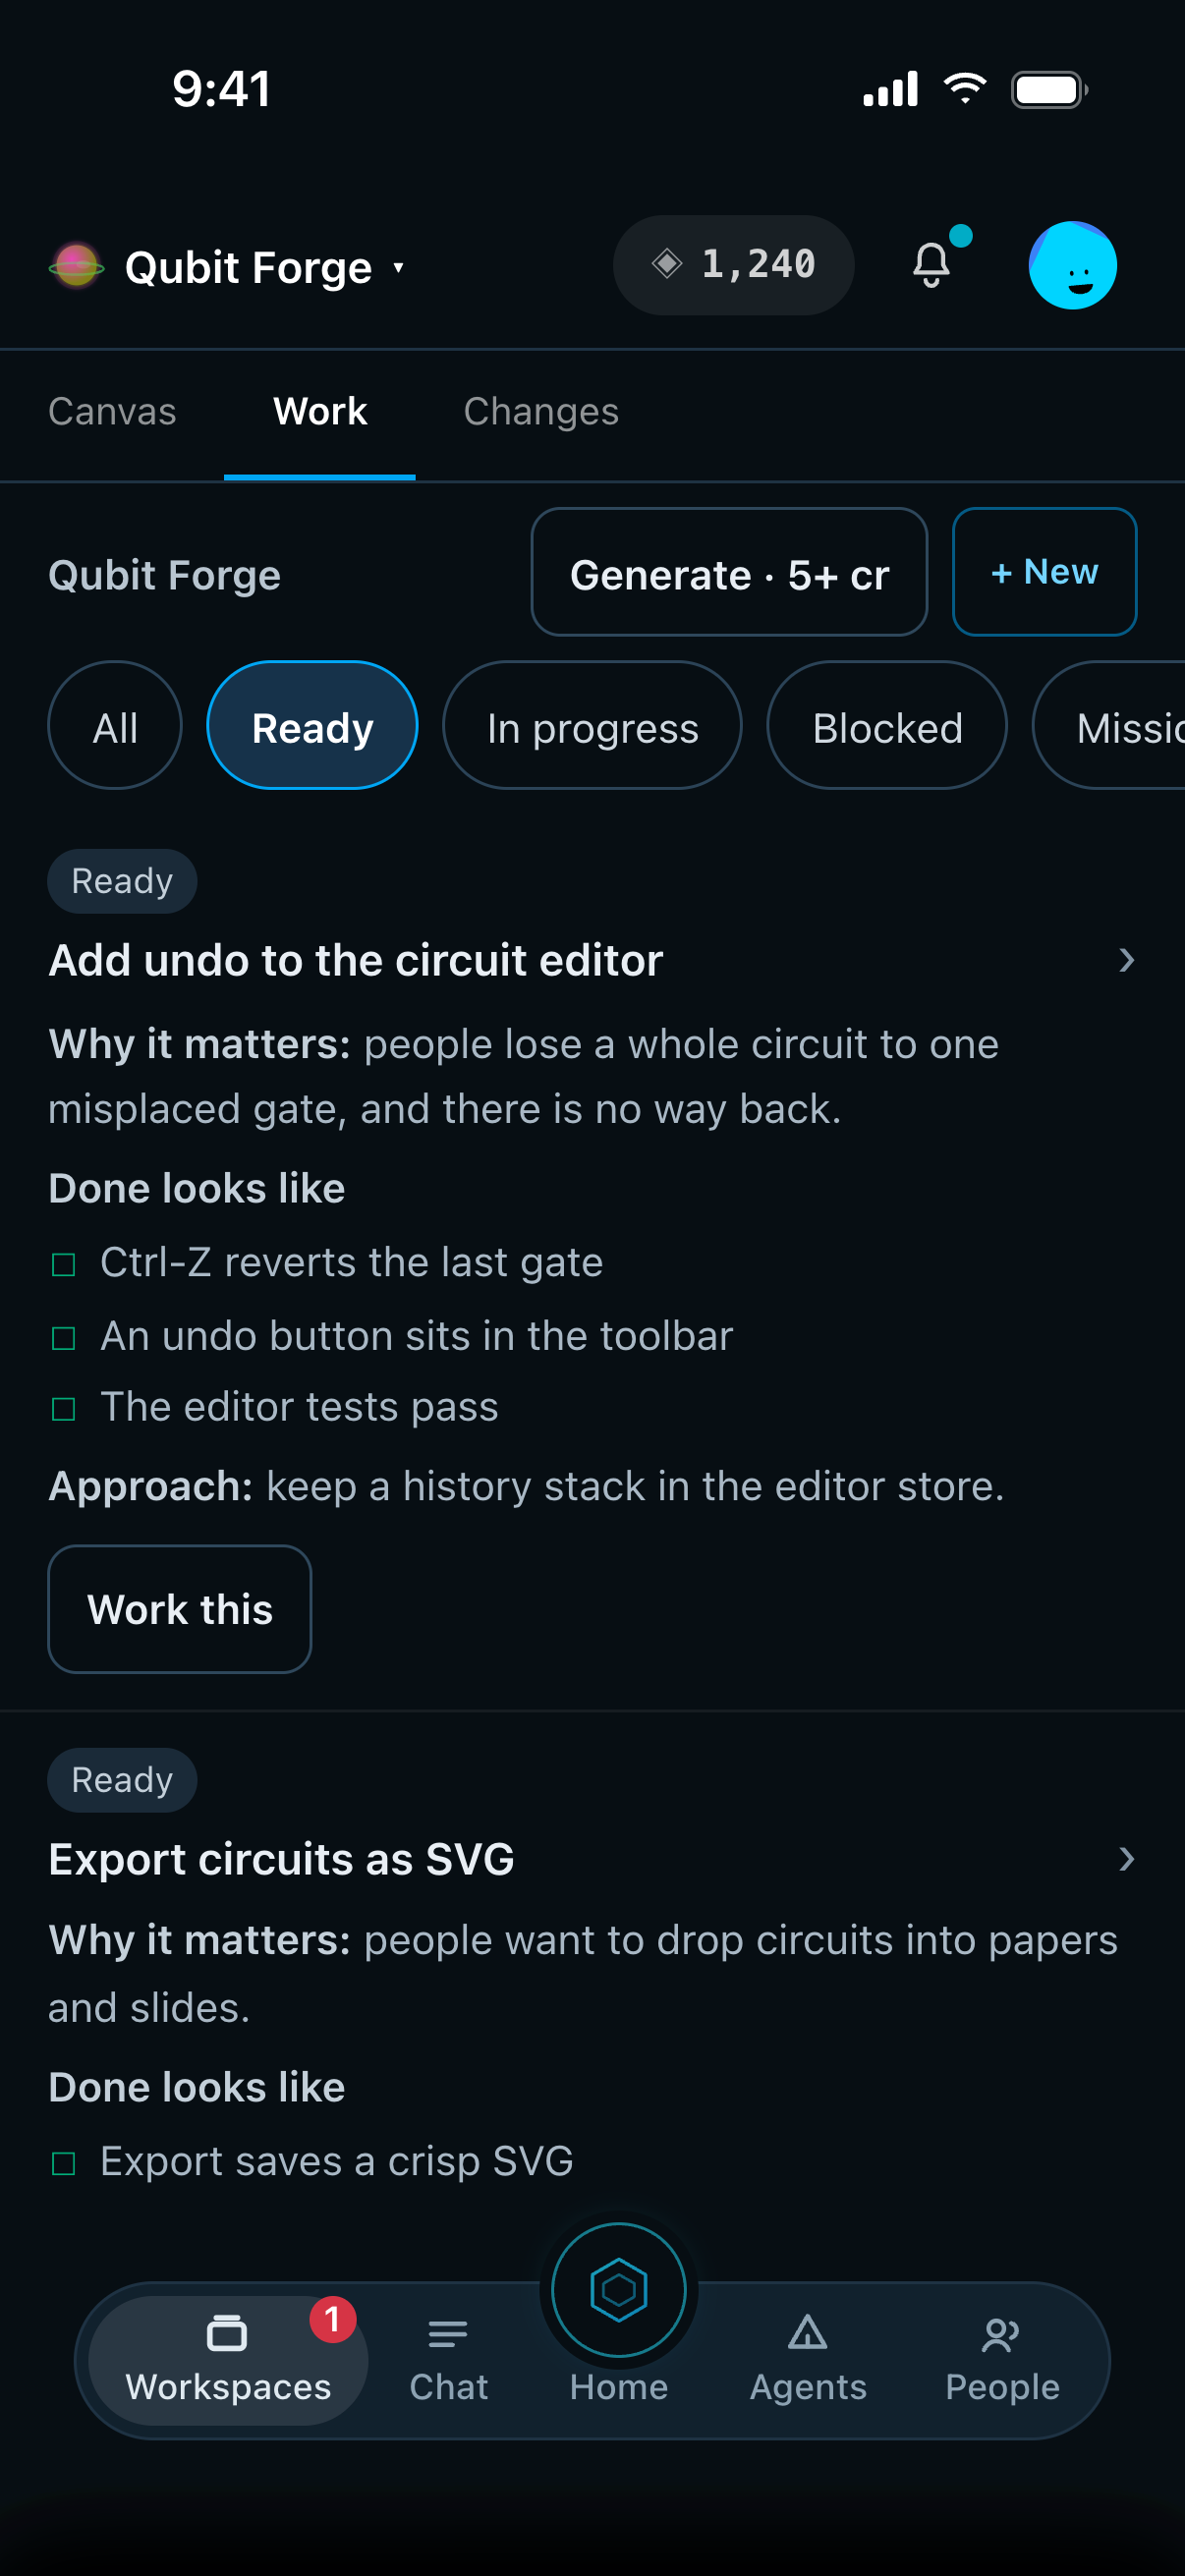 9:41
Qubit Forge
1,240
Canvas
Work
Changes
Qubit Forge
Generate · 5+ cr
+ New
All
Ready
In progress
Blocked
Ready
Add undo to the circuit editor
Why it matters: people lose a whole circuit to one
misplaced gate, and there is no way back.
Done looks like
Ctrl-Z reverts the last gate
An undo button sits in the toolbar
The editor tests pass
Approach: keep a history stack in the editor store.
Work this
Ready
Export circuits as SVG
Why it matters: people want to drop circuits into papers
and slides.
Done looks like
Export saves a crisp SVG
1
Workspaces
Chat
Home
Agents
People